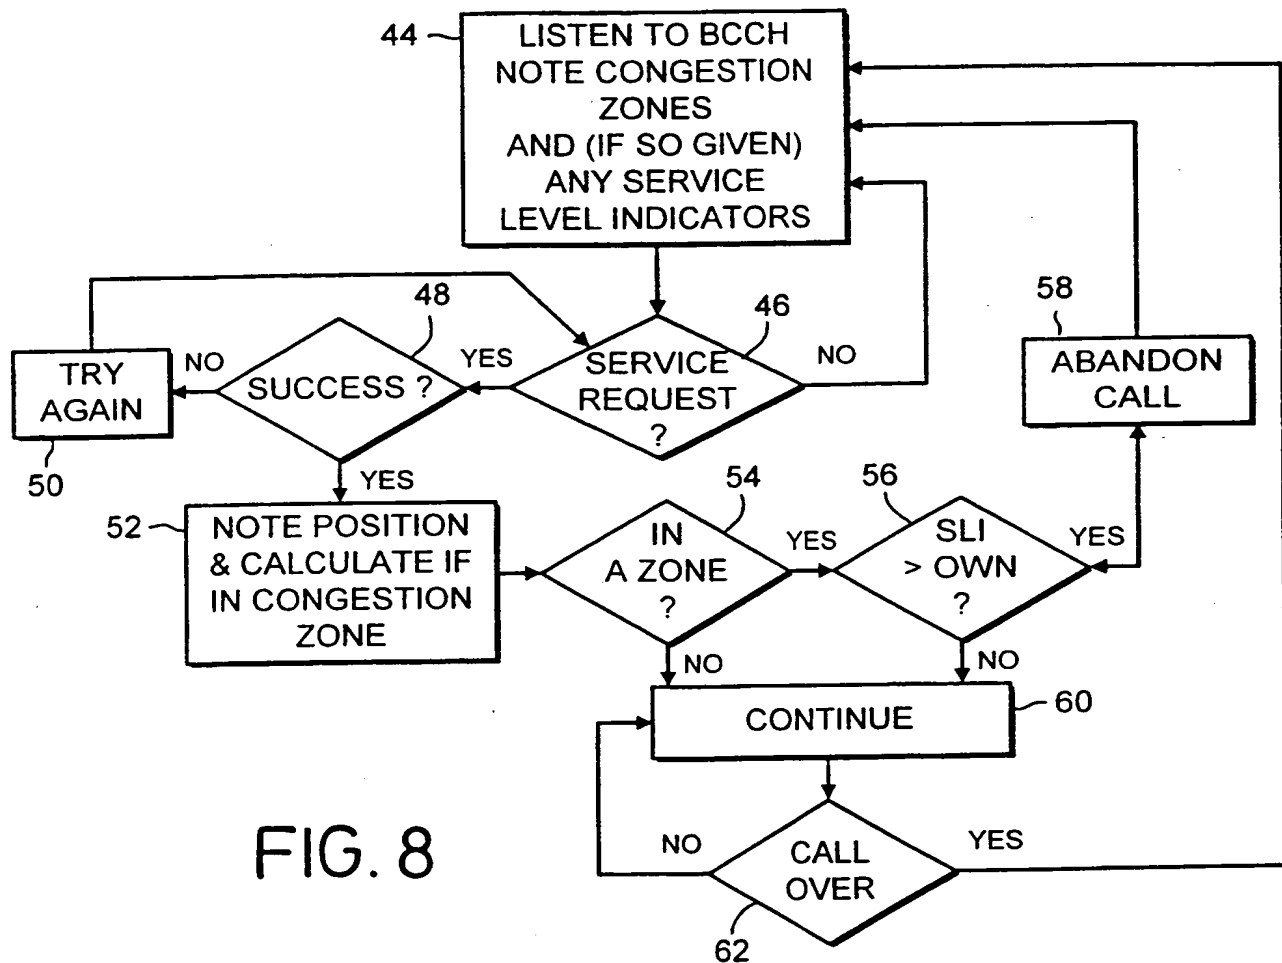 44
LISTEN TO BCCH
NOTE CONGESTION
ZONES
AND (IF SO GIVEN)
ANY SERVICE
LEVEL INDICATORS
48
46
58
TRY
AGAIN
50
NO
SUCCESS ?
YES
SERVICE
REQUEST
?
NO
ABANDON
CALL
YES
52
NOTE POSITION
& CALCULATE IF
IN CONGESTION
ZONE
54
IN
A ZONE
?
YES
56
SLI
> OWN
?
YES
NO
NO
CONTINUE
60
FIG. 8
NO
CALL
OVER
YES
62